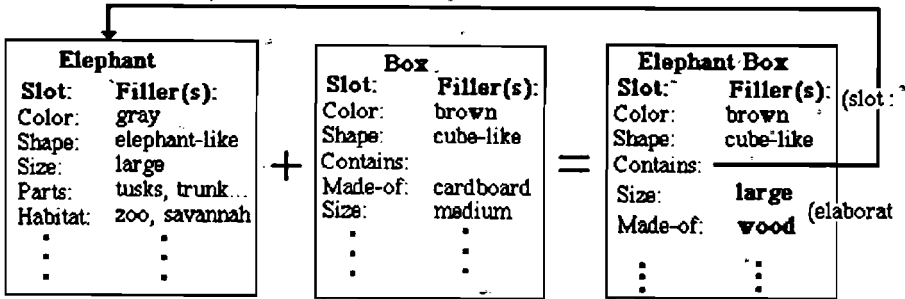 Elephant
Slot: Filler(s):
Color: gray
Shape: elephant-like
Size: large
Parts: tusks, trunk...
Habitat: zoo, savannah
+
Box
Slot: Filler(s):
Color: brown
Shape: cube-like
Contains:
Made-of: cardboard
Size: medium
=
Elephant Box
Slot: Filler(s):
Color: brown
Shape: cube-like
Contains:
Size: large
Made-of: wood
(slot:
(elaborat